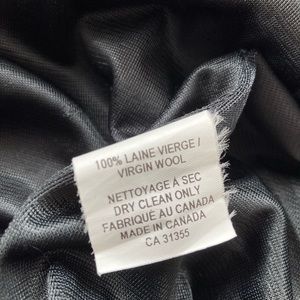 100% LAINE VIERGE /
VIRGIN WOOL
NETTOYAGE À SEC
DRY CLEAN ONLY
FABRIQUÉ AU CANADA
MADE IN CANADA
CA 31355